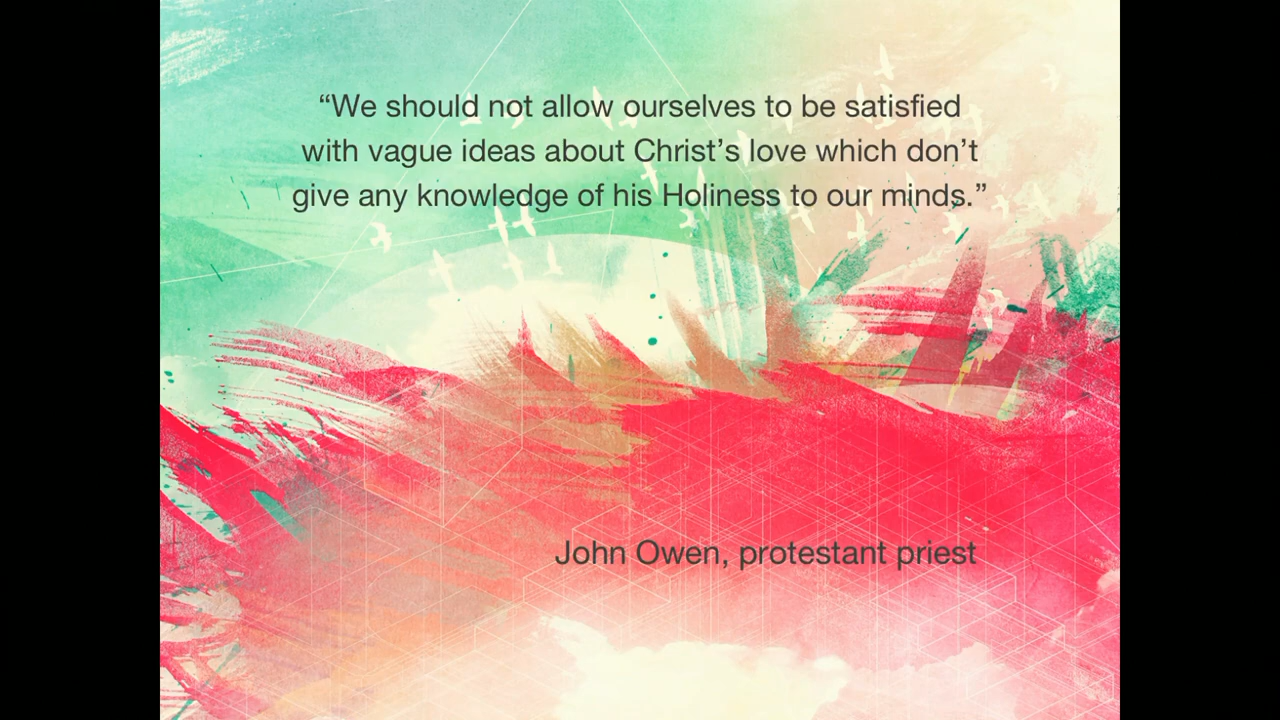 “We should not allow ourselves to be satisfied
with vague ideas about Christ’s love which don’t
give any knowledge of his Holiness to our minds.”
John Owen, protestant priest